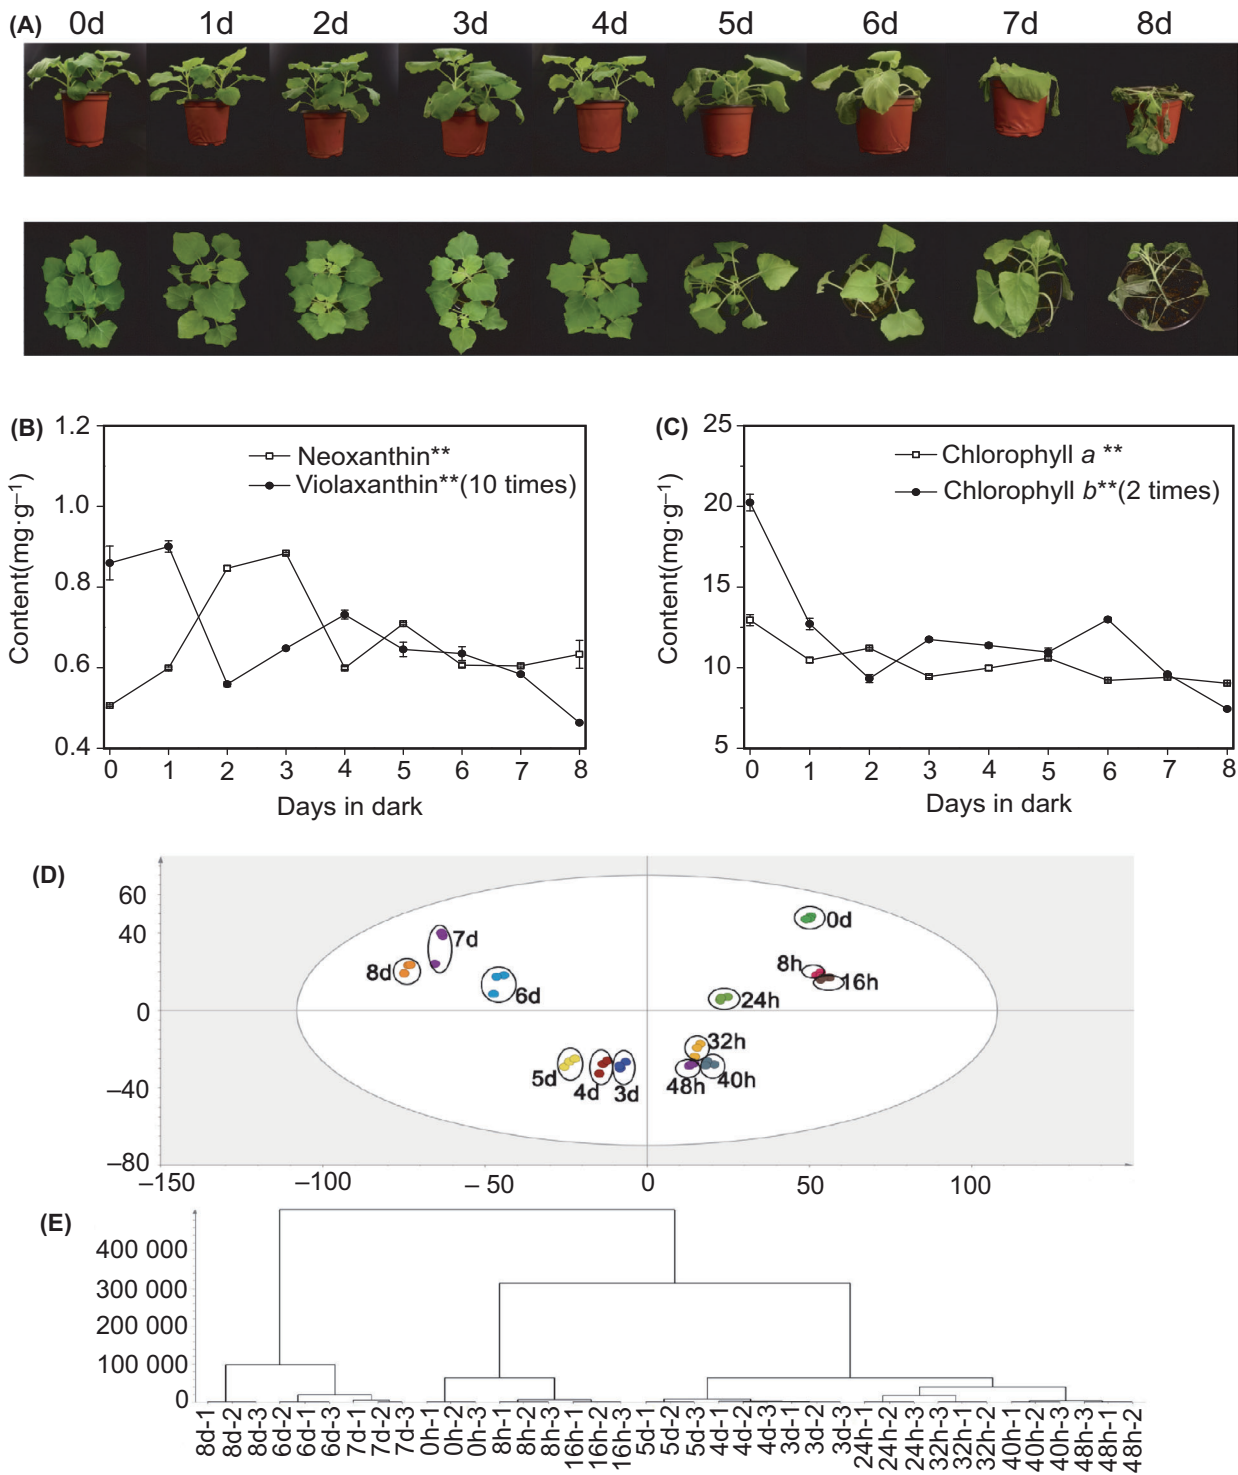 (A) 0d 1d 2d 3d 4d 5d 6d 7d 8d
(B)
Content(mg·g–1)
1.2
1.0
0.8
0.6
0.4
Neoxanthin**
Violaxanthin**(10 times)
0 1 2 3 4 5 6 7 8
Days in dark
(C)
Content(mg·g–1)
25
20
15
10
5
Chlorophyll a **
Chlorophyll b**(2 times)
0 1 2 3 4 5 6 7 8
Days in dark
(D)
60
40
0
–40
–80
0d
7d
8d
8h
16h
6d
24h
32h
5d
4d
3d
48h
40h
–150 –100 – 50 0 50 100
(E)
400 000
300 000
200 000
100 000
0
8d-1
8d-2
8d-3
6d-2
6d-1
6d-3
7d-1
7d-2
7d-3
0h-1
0h-2
0h-3
8h-1
8h-2
8h-3
16h-1
16h-2
16h-3
5d-1
5d-2
5d-3
4d-1
4d-2
4d-3
3d-1
3d-2
3d-3
24h-1
24h-2
24h-3
32h-3
32h-1
32h-2
40h-1
40h-2
40h-3
48h-3
48h-1
48h-2